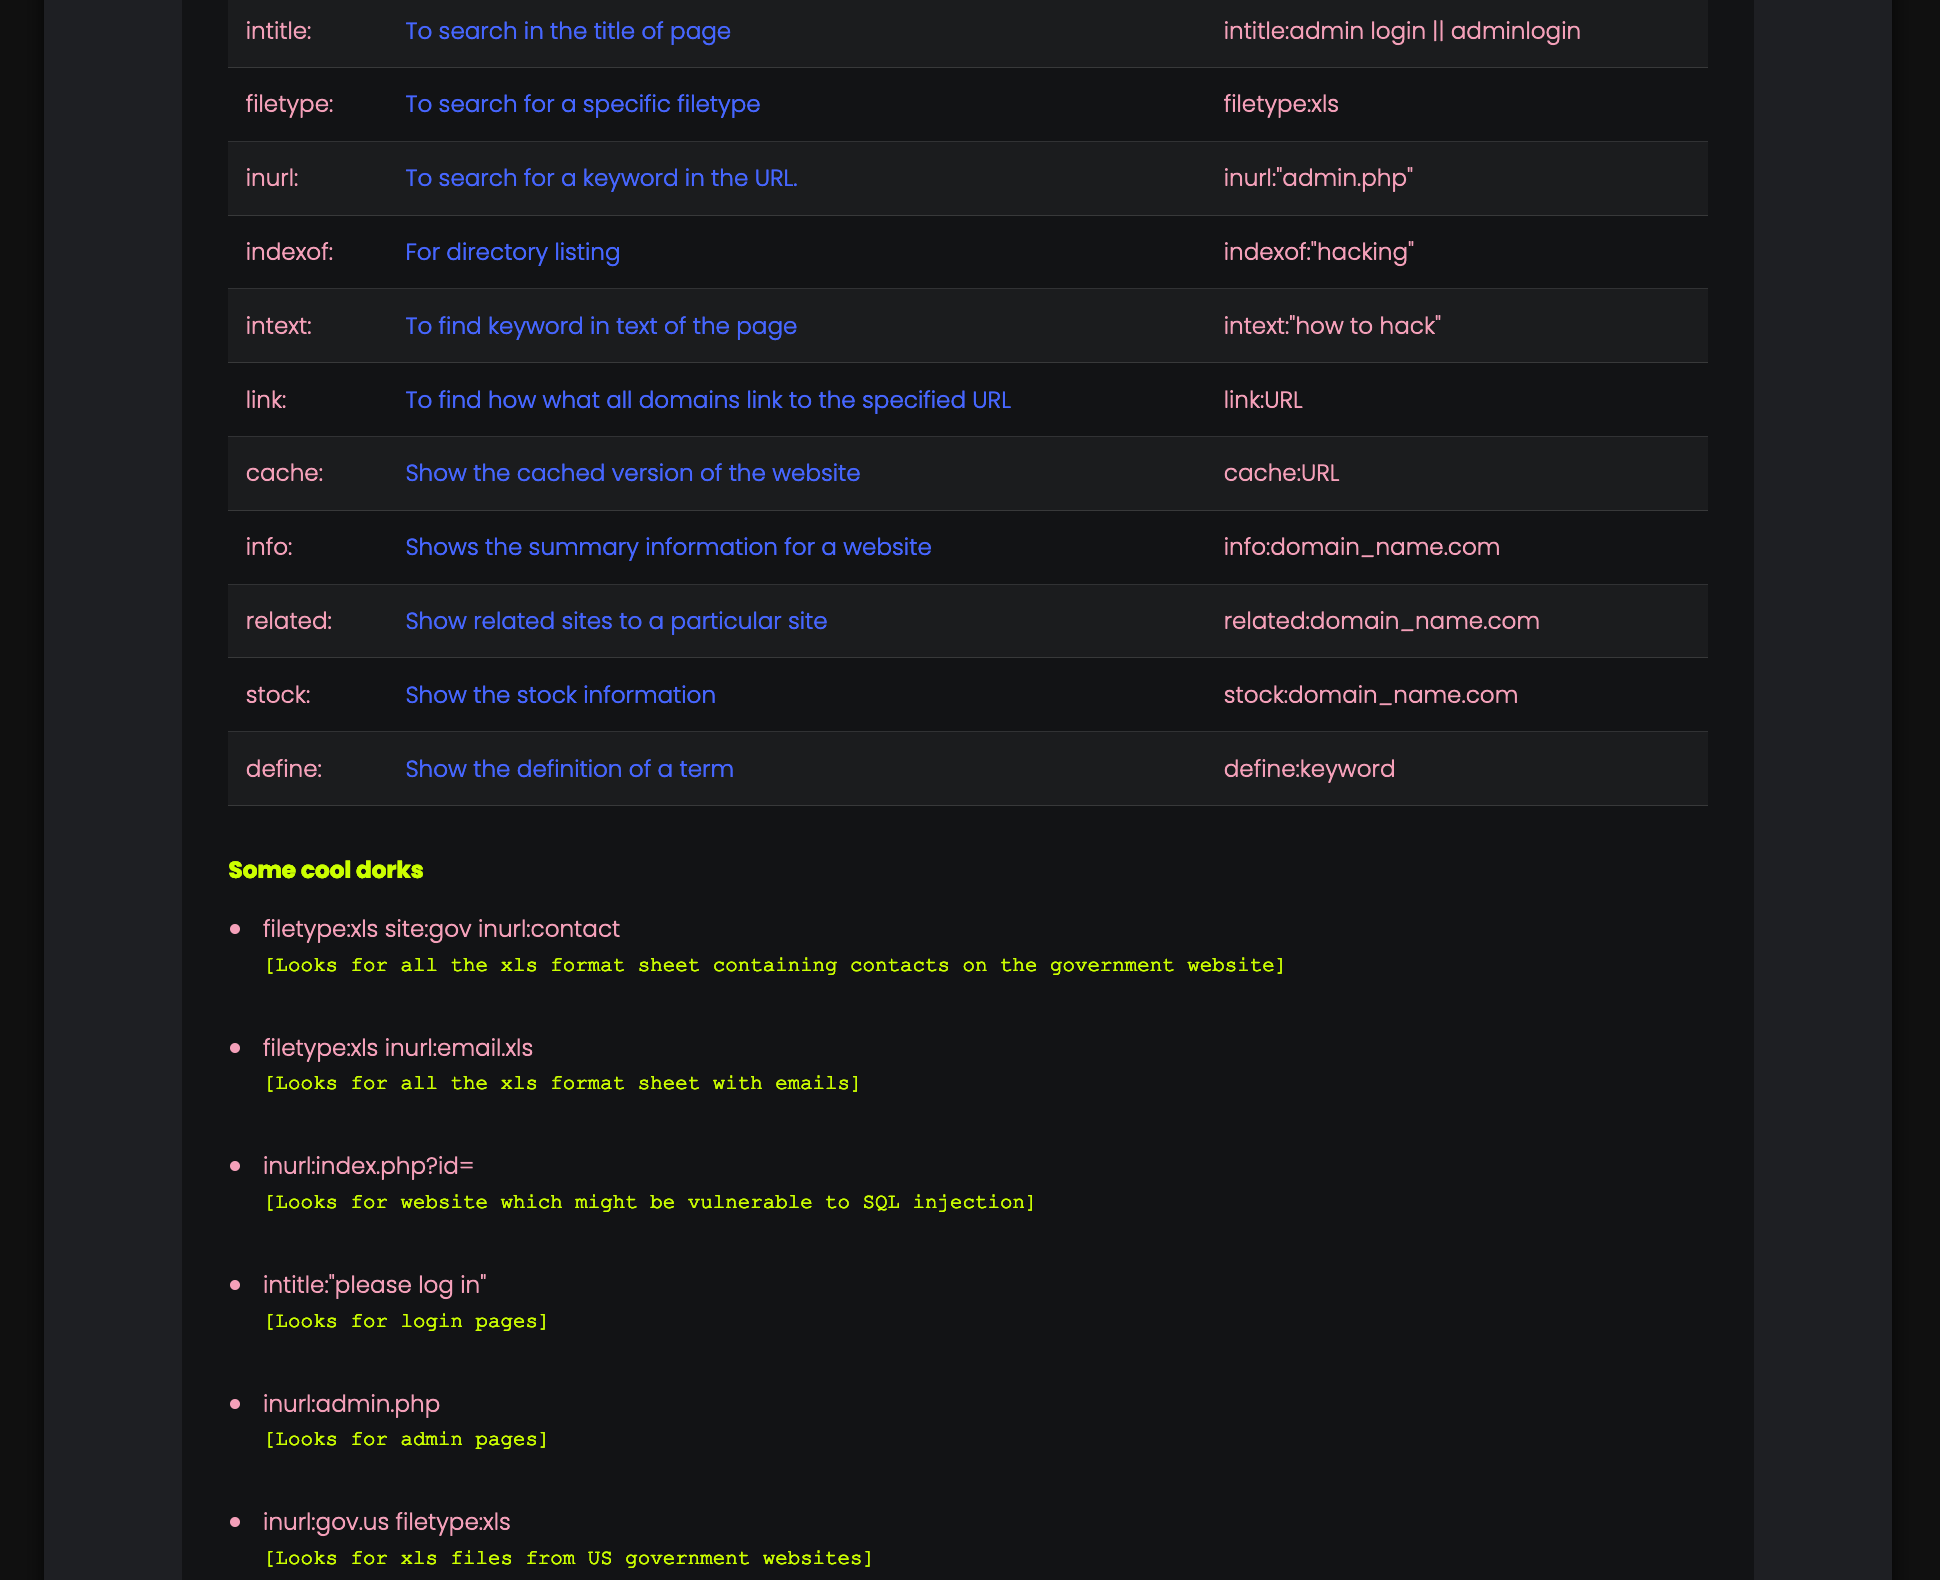 intitle: To search in the title of page intitle:admin login || adminlogin
filetype: To search for a specific filetype filetype:xls
inurl: To search for a keyword in the URL. inurl:"admin.php"
indexof: For directory listing indexof:"hacking"
intext: To find keyword in text of the page intext:"how to hack"
link: To find how what all domains link to the specified URL link:URL
cache: Show the cached version of the website cache:URL
info: Shows the summary information for a website info:domain_name.com
related: Show related sites to a particular site related:domain_name.com
stock: Show the stock information stock:domain_name.com
define: Show the definition of a term define:keyword
Some cool dorks
• filetype:xls site:gov inurl:contact
[Looks for all the xls format sheet containing contacts on the government website]
• filetype:xls inurl:email.xls
[Looks for all the xls format sheet with emails]
• inurl:index.php?id=
[Looks for website which might be vulnerable to SQL injection]
• intitle:"please log in"
[Looks for login pages]
• inurl:admin.php
[Looks for admin pages]
• inurl:gov.us filetype:xls
[Looks for xls files from US government websites]